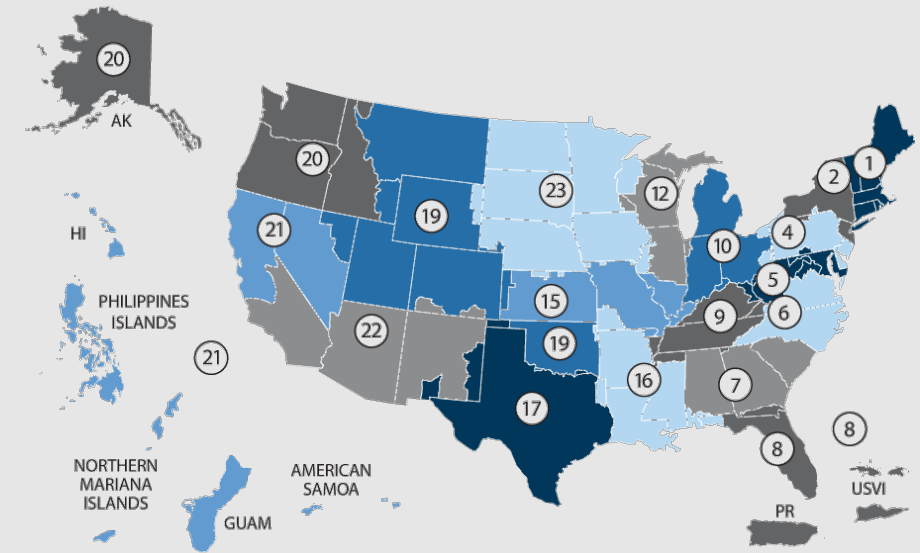 20
AK
1
20
2
12
23
HI
19
21
4
10
5
PHILIPPINES
ISLANDS
15
6
9
22
19
21
16
7
17
8
8
NORTHERN
MARIANA
ISLANDS
AMERICAN
SAMOA
USVI
PR
GUAM